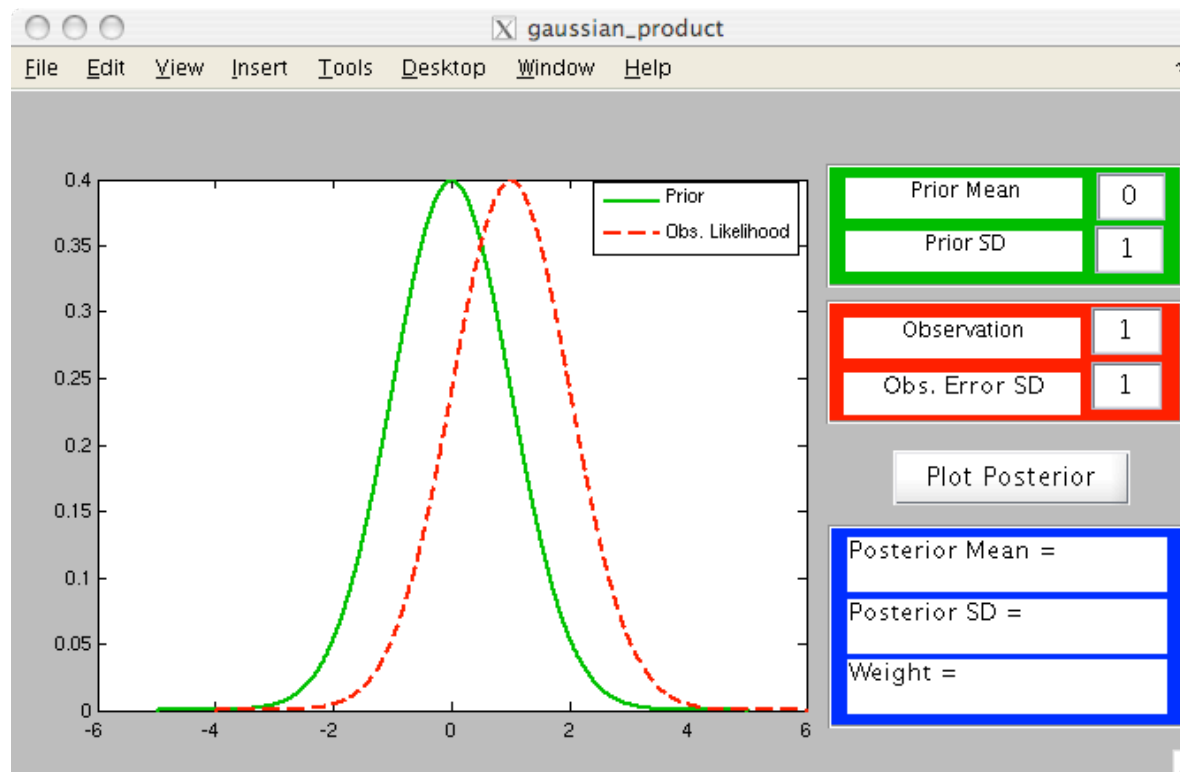 X gaussian_product
File Edit View Insert Tools Desktop Window Help
0.4
0.35
0.3
0.25
0.2
0.15
0.1
0.05
0
-6 -4 -2 0 2 4 6
Prior
Obs. Likelihood
Prior Mean 0
Prior SD 1
Observation 1
Obs. Error SD 1
Plot Posterior
Posterior Mean =
Posterior SD =
Weight =